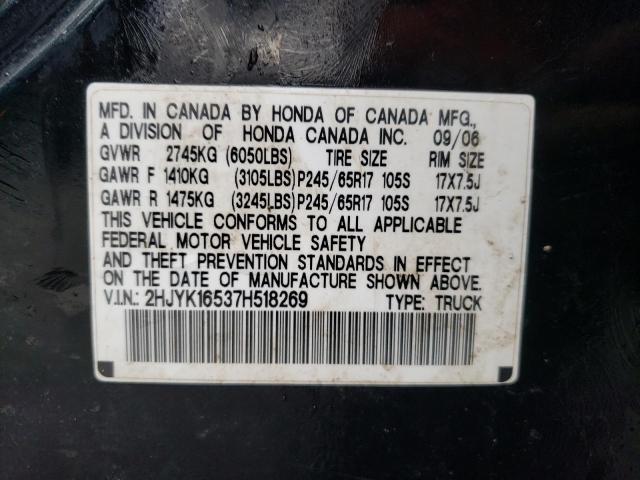 MFD. IN CANADA BY HONDA OF CANADA MFG.,
A DIVISION OF HONDA CANADA INC. 09/06
GVWR 2745KG (6050LBS) TIRE SIZE RIM SIZE
GAWR F 1410KG (3105LBS)P245/65R17 105S 17X7.5J
GAWR R 1475KG (3245LBS)P245/65R17 105S 17X7.5J
THIS VEHICLE CONFORMS TO ALL APPLICABLE
FEDERAL MOTOR VEHICLE SAFETY
AND THEFT PREVENTION STANDARDS IN EFFECT
ON THE DATE OF MANUFACTURE SHOWN ABOVE.
V.I.N.: 2HJYK16537H518269 TYPE: TRUCK